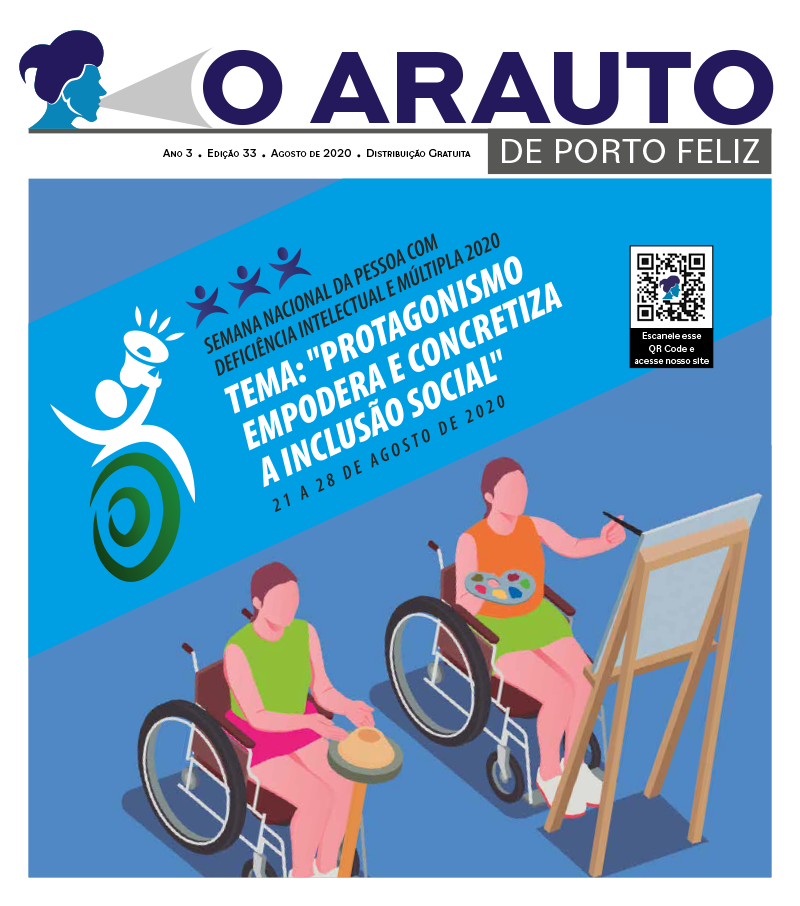 O ARAUTO
DE PORTO FELIZ
Ano 3 . Edição 33 . Agosto de 2020 . Distribuição Gratuita
SEMANA NACIONAL DA PESSOA COM
DEFICIÊNCIA INTELECTUAL E MÚLTIPLA 2020
TEMA: "PROTAGONISMO
EMPODERA E CONCRETIZA
A INCLUSÃO SOCIAL"
21 A 28 DE AGOSTO DE 2020
Escaneie esse
QR Code e
acesse nosso site